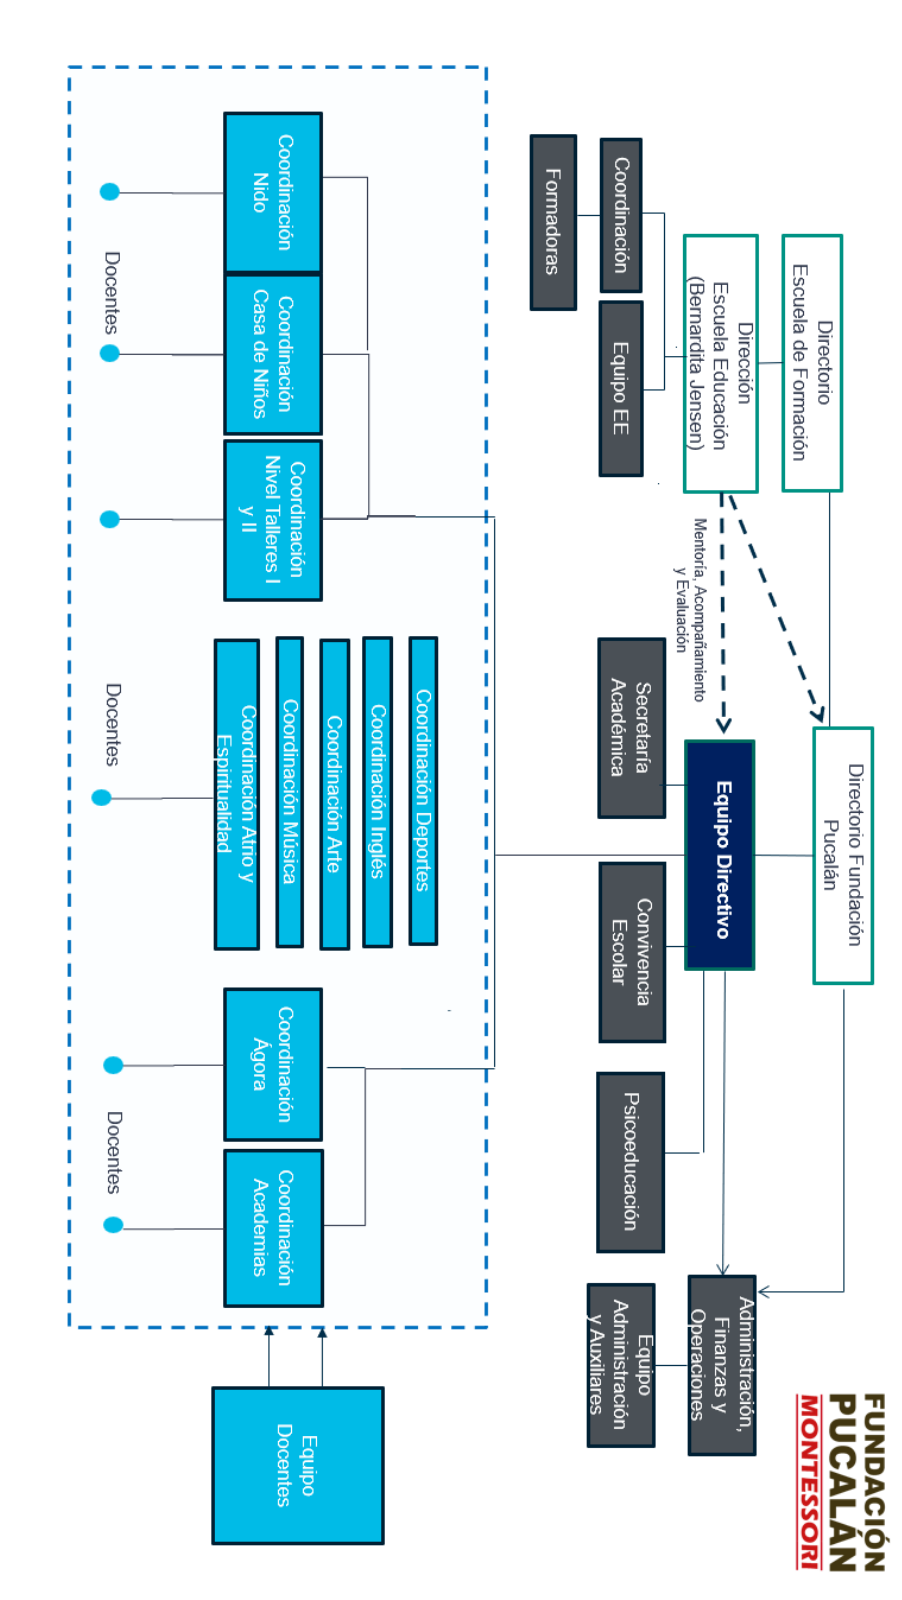 FUNDACIÓN
PUCALÁN
MONTESSORI
Directorio
Escuela de Formación
Directorio Fundación
Pucalán
Dirección
Escuela Educación
(Bernardita Jensen)
Mentoría, Acompañamiento
y Evaluación
Equipo Directivo
Administración,
Finanzas y
Operaciones
Coordinación
Equipo EE
Formadoras
Secretaría
Académica
Convivencia
Escolar
Psicoeducación
Equipo
Administración
y Auxiliares
Coordinación Deportes
Coordinación Inglés
Coordinación Arte
Coordinación Música
Coordinación Atrio y
Espiritualidad
Coordinación
Nido
Coordinación
Casa de Niños
Coordinación
Nivel Talleres I
y II
Coordinación
Ágora
Coordinación
Academias
Equipo
Docentes
Docentes
Docentes
Docentes